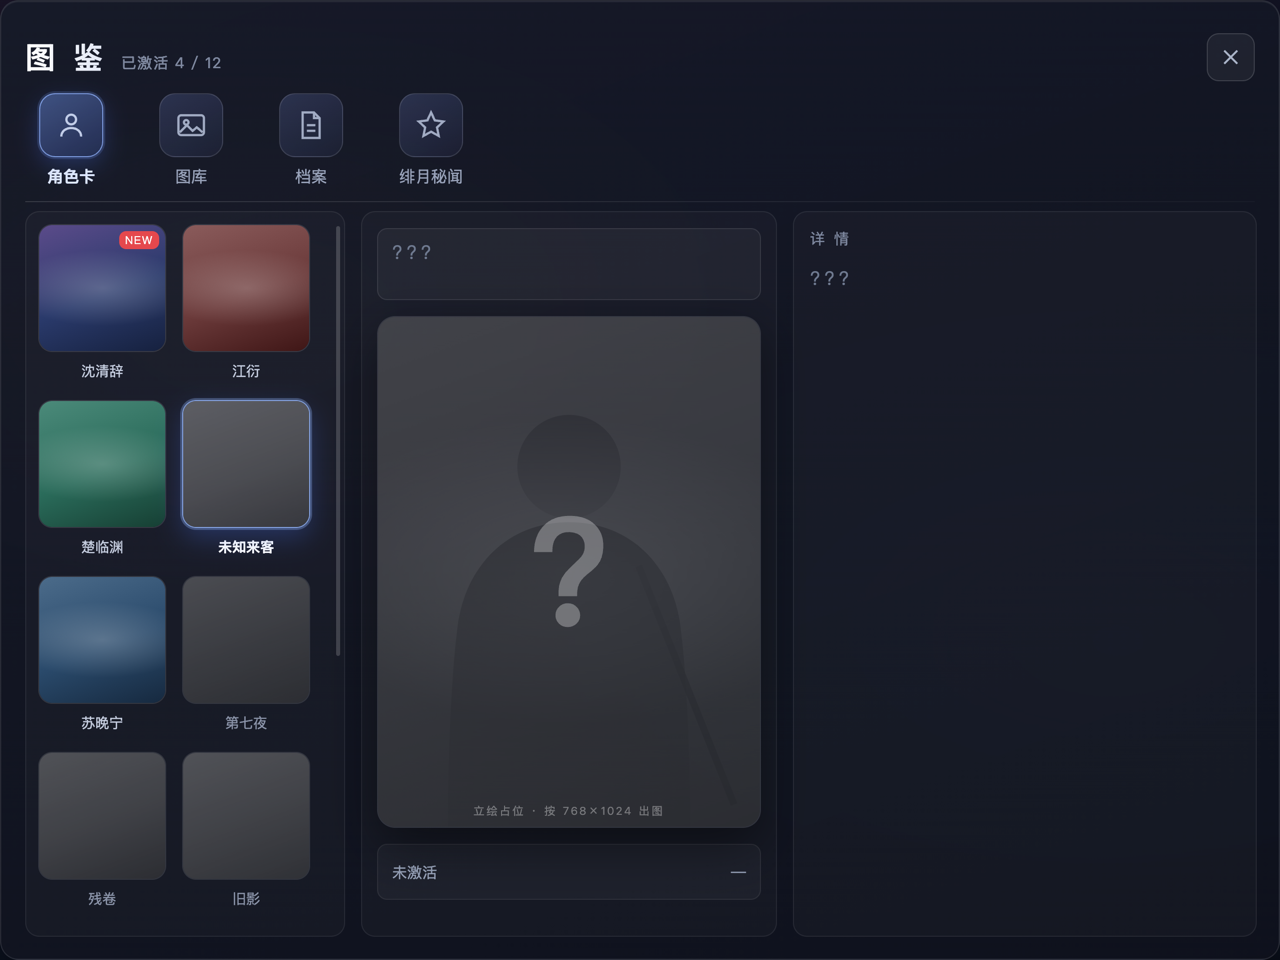 图 鉴
已激活 4 / 12
角色卡
图库
档案
绯月秘闻
NEW
沈清辞
江衍
楚临渊
未知来客
苏晚宁
第七夜
残卷
旧影
???
?
立绘占位 · 按 768×1024 出图
未激活
—
详 情
???